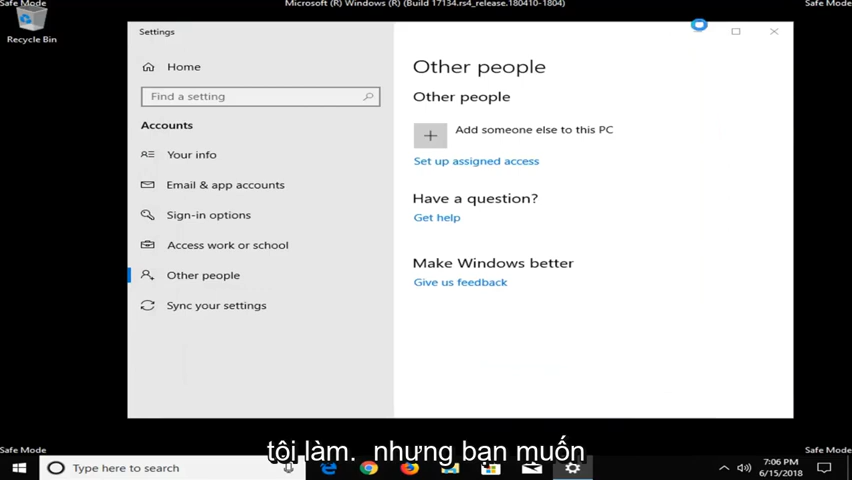 Safe Mode
Microsoft (R) Windows (R) (Build 17134.rs4_release.180410-1804)
Safe Mode
Recycle Bin
Settings
Home
Find a setting
Accounts
Your info
Email & app accounts
Sign-in options
Access work or school
Other people
Sync your settings
Other people
Other people
Add someone else to this PC
Set up assigned access
Have a question?
Get help
Make Windows better
Give us feedback
tôi làm. nhưng bạn muốn
Safe Mode
Safe Mode
Type here to search
7:06 PM
6/15/2018